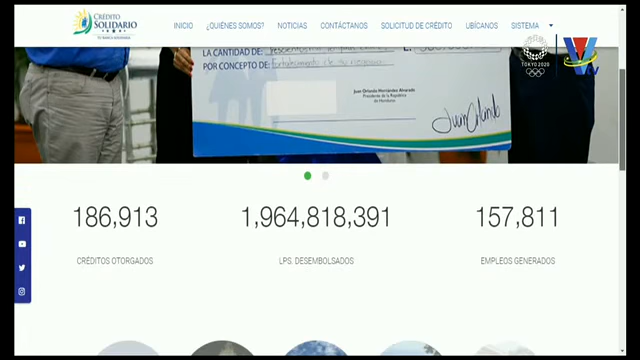 CRÉDITO
SOLIDARIO
INICIO ¿QUIÉNES SOMOS? NOTICIAS CONTÁCTANOS SOLICITUD DE CRÉDITO UBÍCANOS SISTEMA
TOKYO 2020
VTV
LA CANTIDAD DE:
L.
POR CONCEPTO DE:
Juan Orlando Hernández Alvarado
Presidente de la República
de Honduras
186,913 1,964,818,391 157,811
CRÉDITOS OTORGADOS LPS. DESEMBOLSADOS EMPLEOS GENERADOS